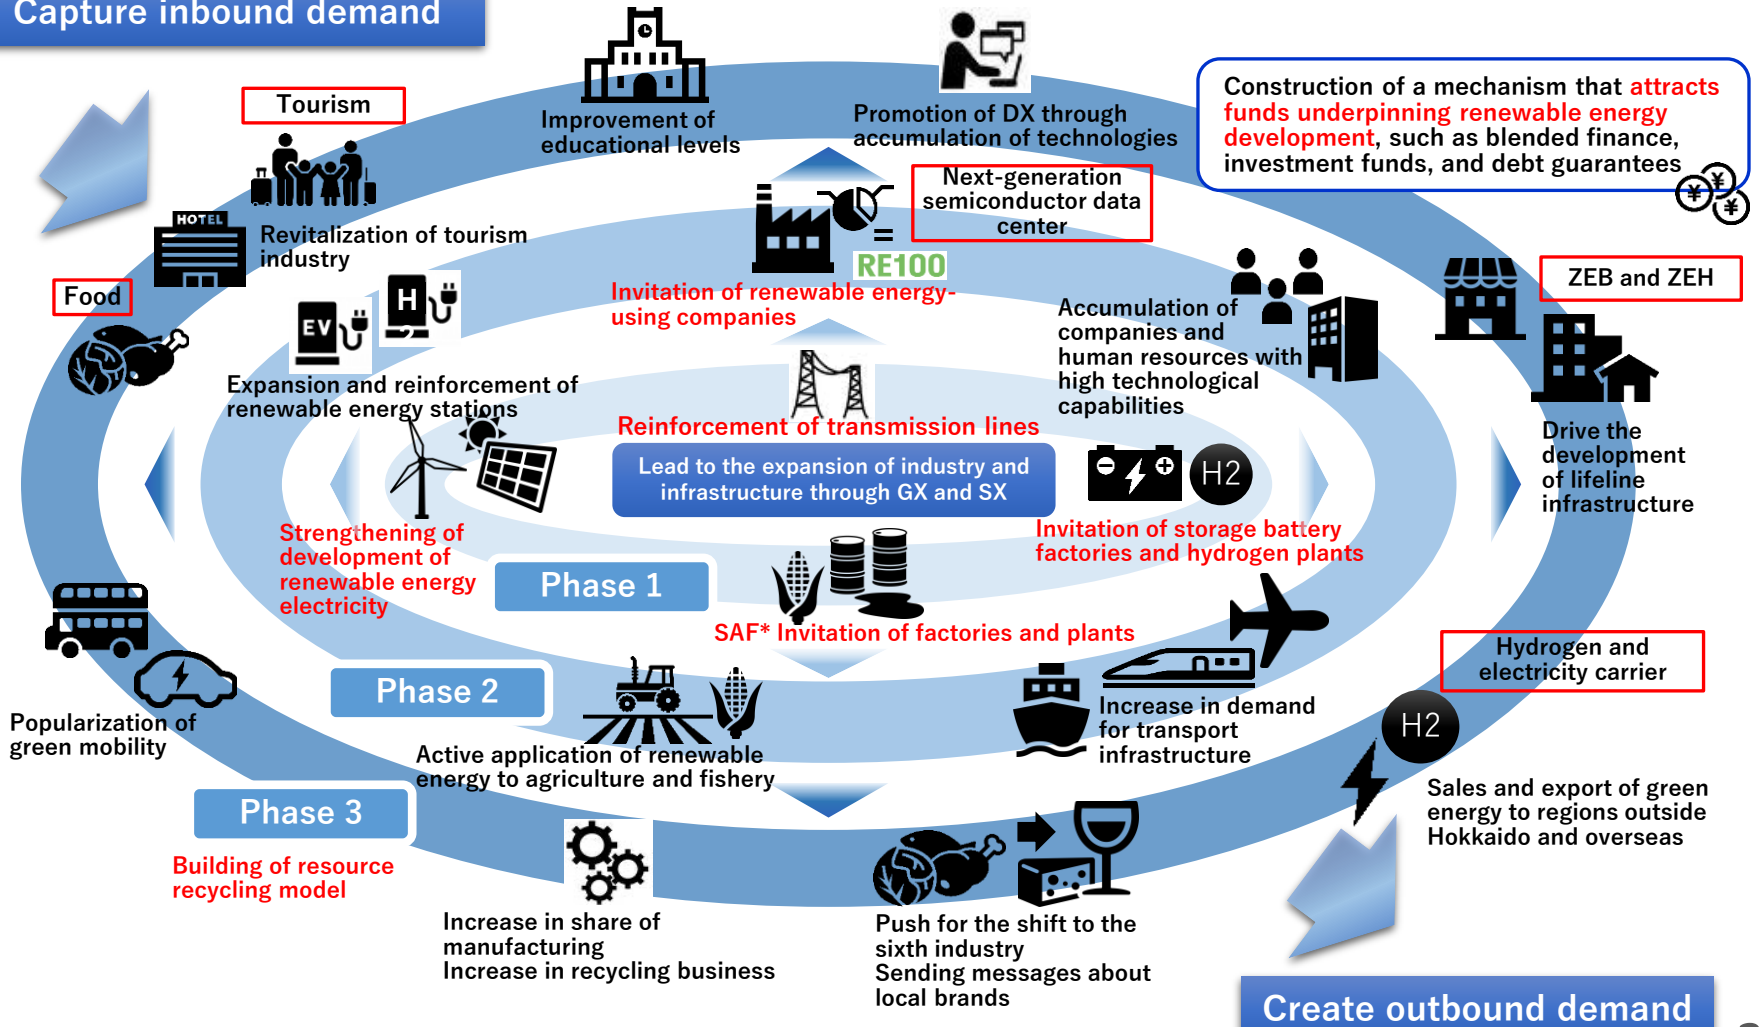 Capture inbound demand
Tourism
Improvement of
educational levels
Promotion of DX through
accumulation of technologies
Construction of a mechanism that attracts
funds underpinning renewable energy
development, such as blended finance,
investment funds, and debt guarantees
¥ ¥ ¥
HOTEL
Revitalization of tourism
industry
Food
Next-generation
semiconductor data
center
=
RE100
Invitation of renewable energy-
using companies
Accumulation of
companies and
human resources with
high technological
capabilities
ZEB and ZEH
EV
H
Expansion and reinforcement of
renewable energy stations
Reinforcement of transmission lines
Lead to the expansion of industry and
infrastructure through GX and SX
H2
Drive the
development
of lifeline
infrastructure
Strengthening of
development of
renewable energy
electricity
Invitation of storage battery
factories and hydrogen plants
Phase 1
SAF* Invitation of factories and plants
Phase 2
Hydrogen and
electricity carrier
H2
Popularization of
green mobility
Active application of renewable
energy to agriculture and fishery
Increase in demand
for transport
infrastructure
Sales and export of green
energy to regions outside
Hokkaido and overseas
Phase 3
Building of resource
recycling model
Increase in share of
manufacturing
Increase in recycling business
Push for the shift to the
sixth industry
Sending messages about
local brands
Create outbound demand